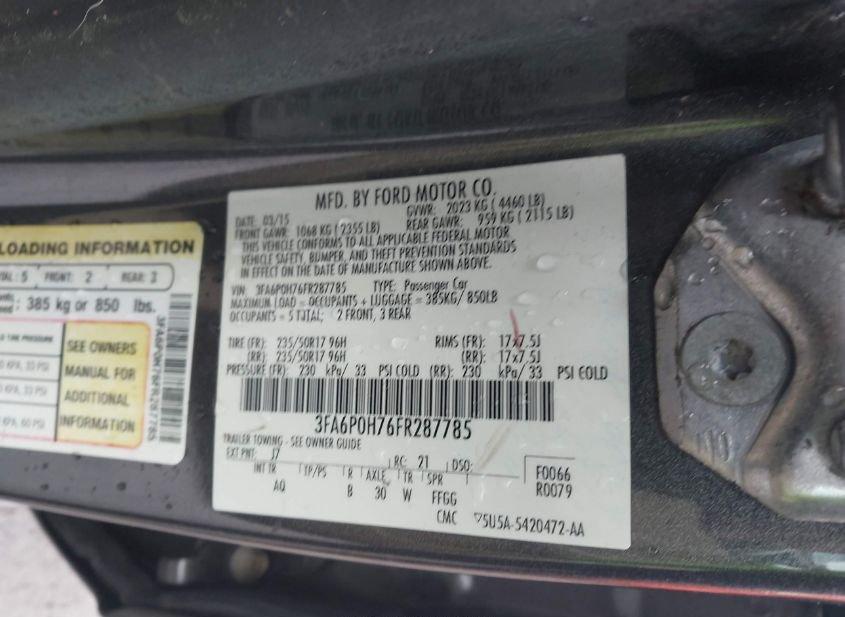 MFD. BY FORD MOTOR CO.
DATE: 03/15 GVWR: 2023 KG ( 4460 LB)
FRONT GAWR: 1068 KG ( 2355 LB) REAR GAWR: 959 KG ( 2115 LB)
THIS VEHICLE CONFORMS TO ALL APPLICABLE FEDERAL MOTOR
VEHICLE SAFETY, BUMPER, AND THEFT PREVENTION STANDARDS
IN EFFECT ON THE DATE OF MANUFACTURE SHOWN ABOVE.
VIN: 3FA6P0H76FR287785 TYPE: Passenger Car
MAXIMUM LOAD = OCCUPANTS + LUGGAGE = 385KG/ 850LB
OCCUPANTS = 5 TOTAL; 2 FRONT, 3 REAR
TIRE (FR): 235/50R17 96H RIMS (FR): 17x7.5J
(RR): 235/50R17 96H (RR): 17x7.5J
PRESSURE (FR): 230 kPa/ 33 PSI COLD (RR): 230 kPa/ 33 PSI COLD
3FA6P0H76FR287785
TRAILER TOWING - SEE OWNER GUIDE
EXT PNT: J7 RC: 21 DSO:
INT TR TP/PS R AXLE TR SPR F0066
AQ B 30 W FFGG R0079
CMC ▽5U5A-5420472-AA
LOADING INFORMATION
FRONT: 2 REAR: 3
385 kg or 850 lbs.
SEE OWNERS
MANUAL FOR
ADDITIONAL
INFORMATION
3FA6P0H76FR287785